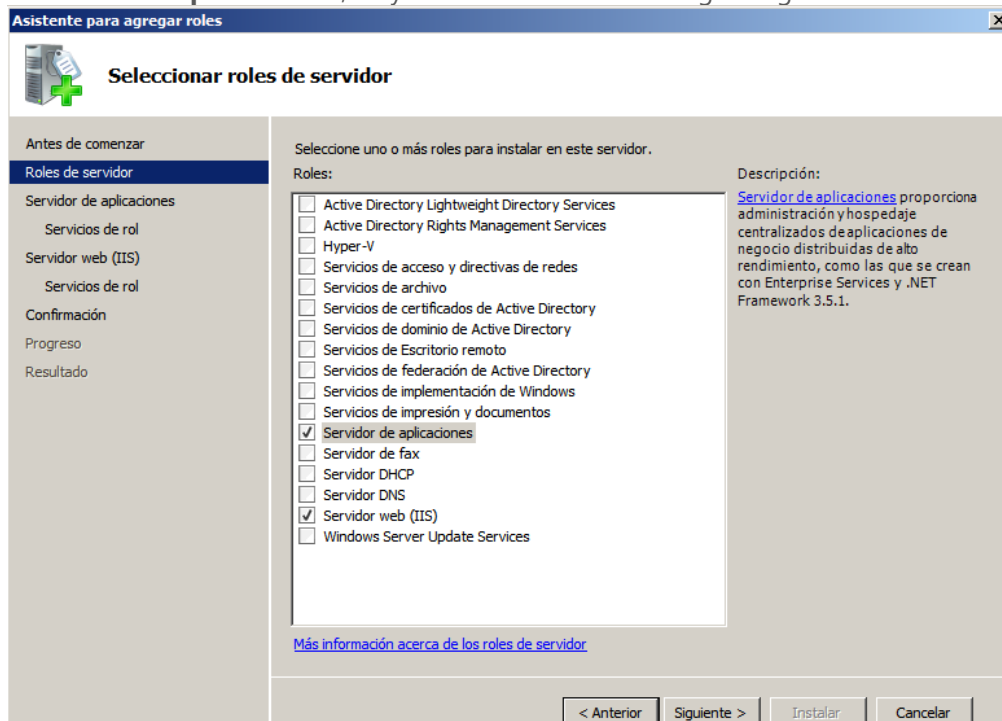 Asistente para agregar roles
Seleccionar roles de servidor
Antes de comenzar
Roles de servidor
Servidor de aplicaciones
Servicios de rol
Servidor web (IIS)
Servicios de rol
Confirmación
Progreso
Resultado
Seleccione uno o más roles para instalar en este servidor.
Roles:
Active Directory Lightweight Directory Services
Active Directory Rights Management Services
Hyper-V
Servicios de acceso y directivas de redes
Servicios de archivo
Servicios de certificados de Active Directory
Servicios de dominio de Active Directory
Servicios de Escritorio remoto
Servicios de federación de Active Directory
Servicios de implementación de Windows
Servicios de impresión y documentos
Servidor de aplicaciones
Servidor de fax
Servidor DHCP
Servidor DNS
Servidor web (IIS)
Windows Server Update Services
Más información acerca de los roles de servidor
Descripción:
Servidor de aplicaciones proporciona
administración y hospedaje
centralizados de aplicaciones de
negocio distribuidas de alto
rendimiento, como las que se crean
con Enterprise Services y .NET
Framework 3.5.1.
< Anterior
Siguiente >
Instalar
Cancelar